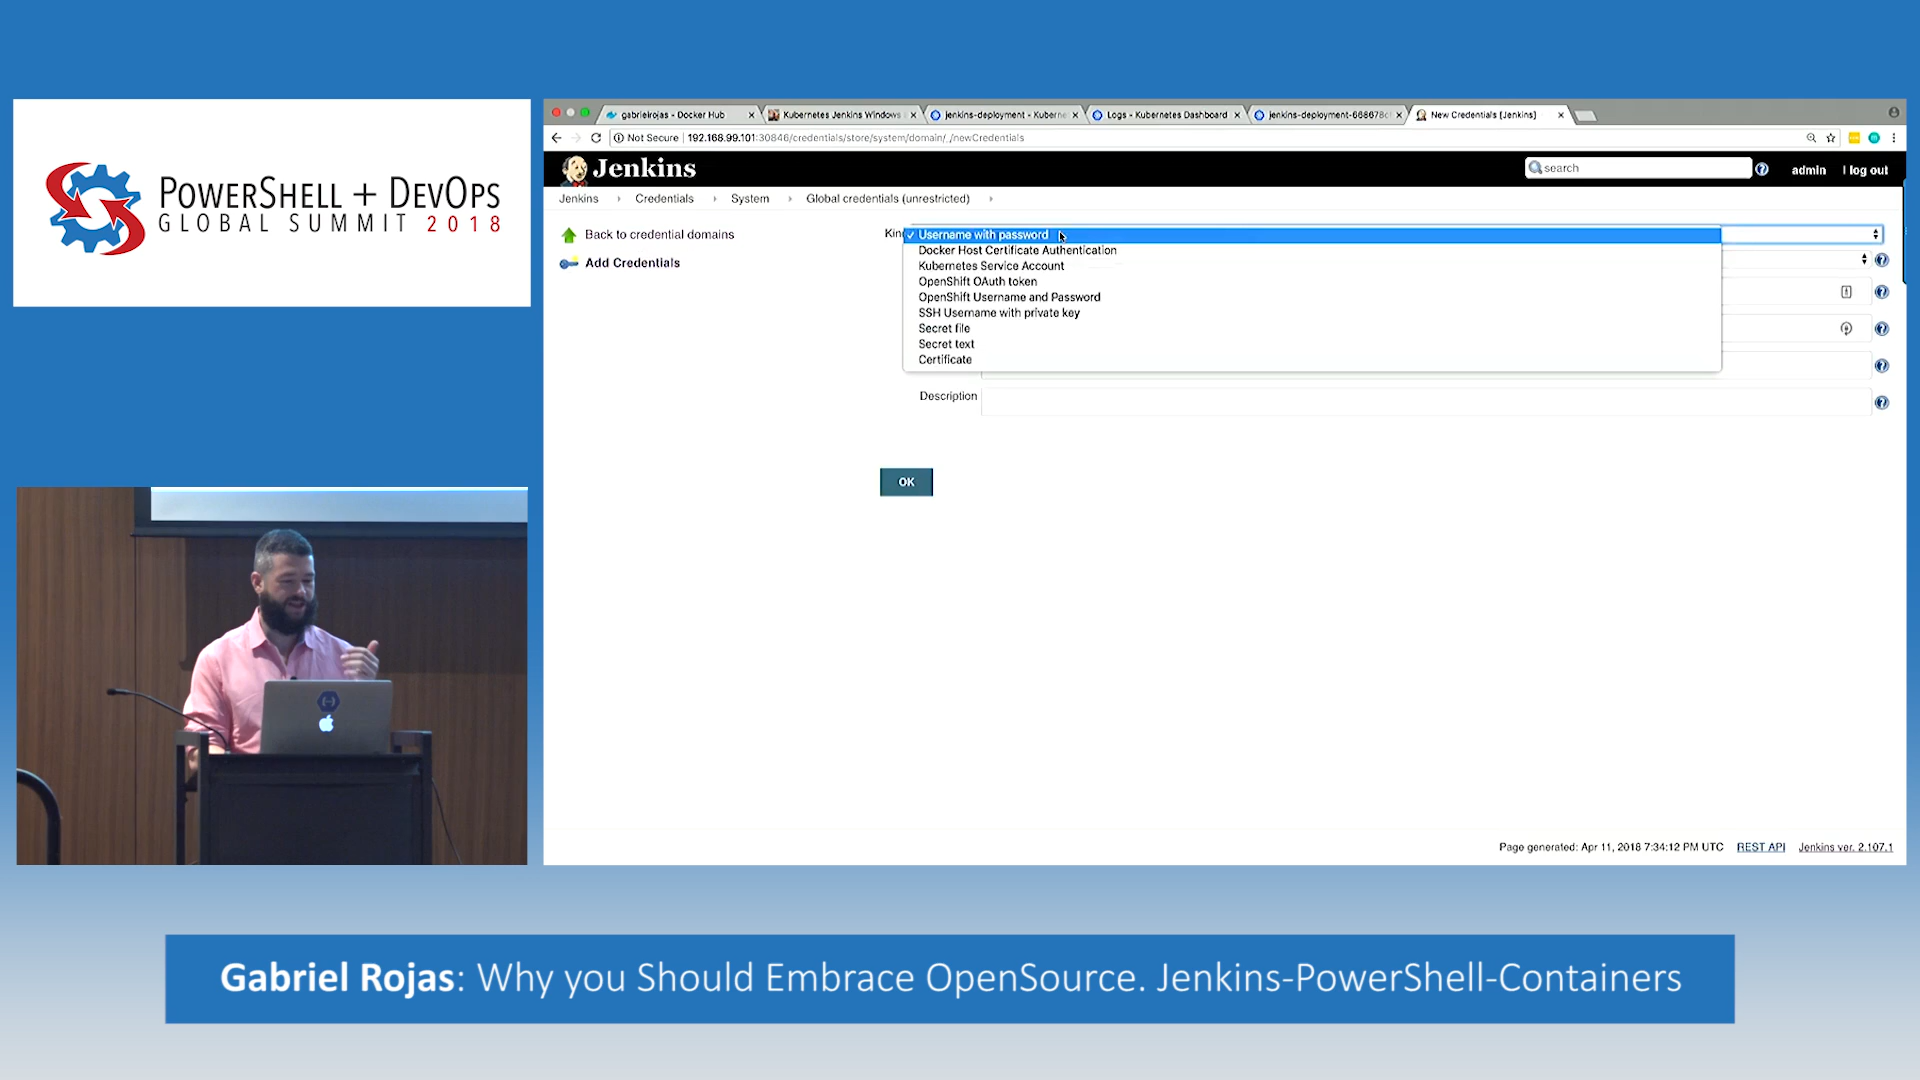 POWERSHELL + DEVOPS
GLOBAL SUMMIT 2018
gabrielrojas - Docker Hub
Kubernetes Jenkins Windows
jenkins-deployment - Kuberne
Logs - Kubernetes Dashboard
jenkins-deployment-668678c
New Credentials [Jenkins]
Not Secure | 192.168.99.101:30846/credentials/store/system/domain/_/newCredentials
Jenkins
search
admin
| log out
Jenkins
Credentials
System
Global credentials (unrestricted)
Back to credential domains
Add Credentials
Kin
✓ Username with password
Docker Host Certificate Authentication
Kubernetes Service Account
OpenShift OAuth token
OpenShift Username and Password
SSH Username with private key
Secret file
Secret text
Certificate
Description
OK
Page generated: Apr 11, 2018 7:34:12 PM UTC
REST API
Jenkins ver. 2.107.1
Gabriel Rojas: Why you Should Embrace OpenSource. Jenkins-PowerShell-Containers